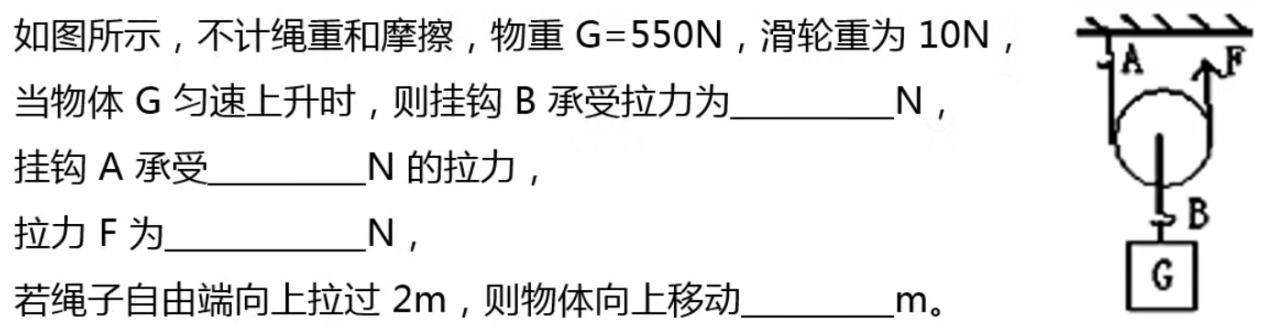 如图所示，不计绳重和摩擦，物重 G=550N，滑轮重为 10N，
当物体 G 匀速上升时，则挂钩 B 承受拉力为__________N，
挂钩 A 承受__________N 的拉力，
拉力 F 为____________N，
若绳子自由端向上拉过 2m，则物体向上移动_________m。
A
F
B
G